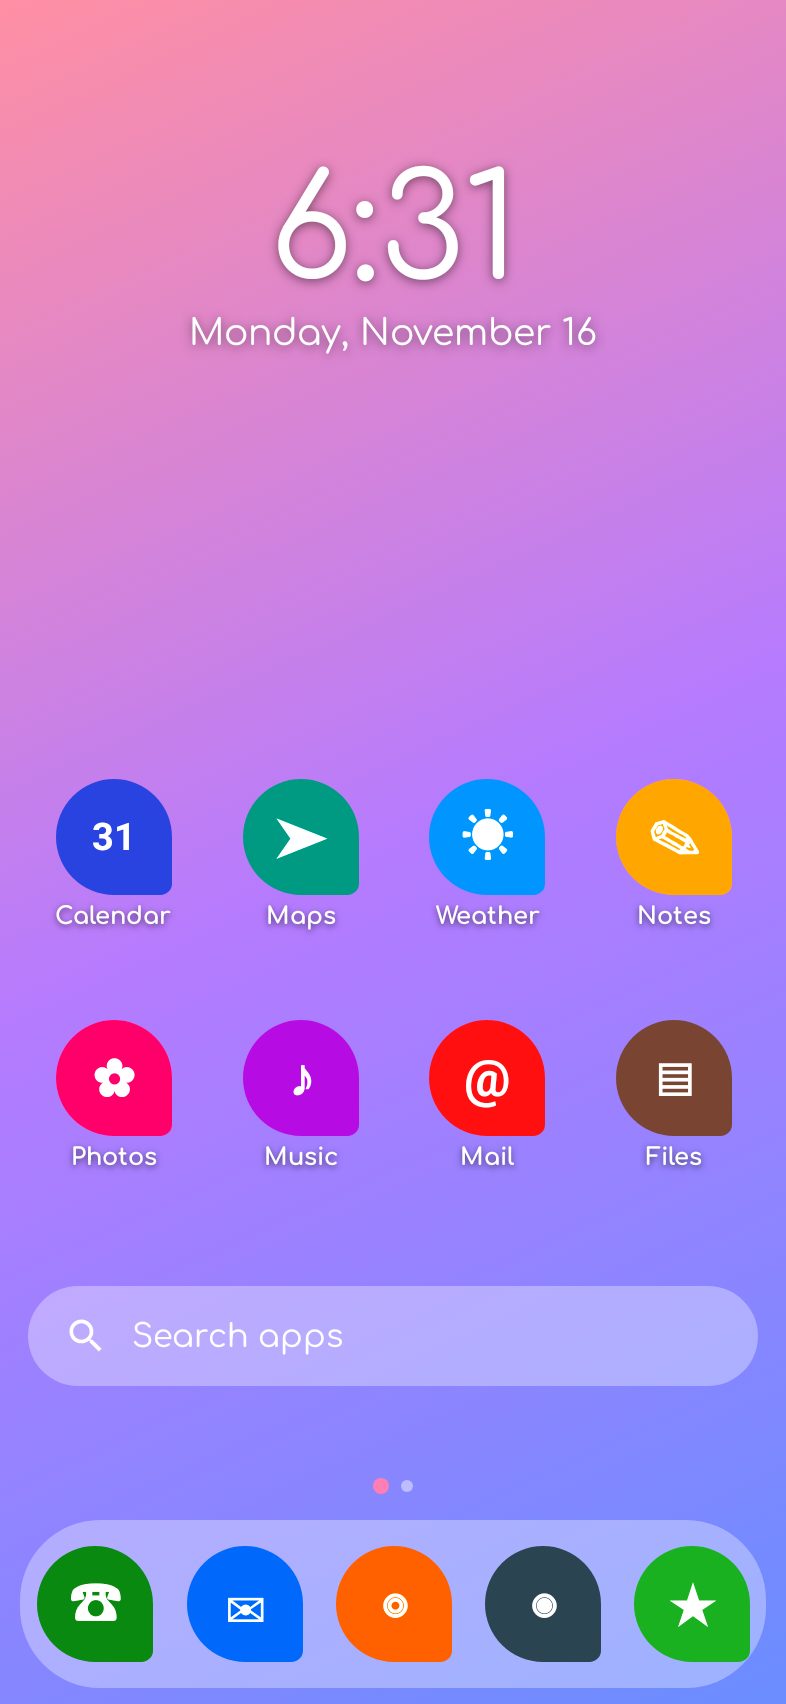 6:31
Monday, November 16
31
Calendar
Maps
Weather
Notes
Photos
Music
@
Mail
Files
Search apps